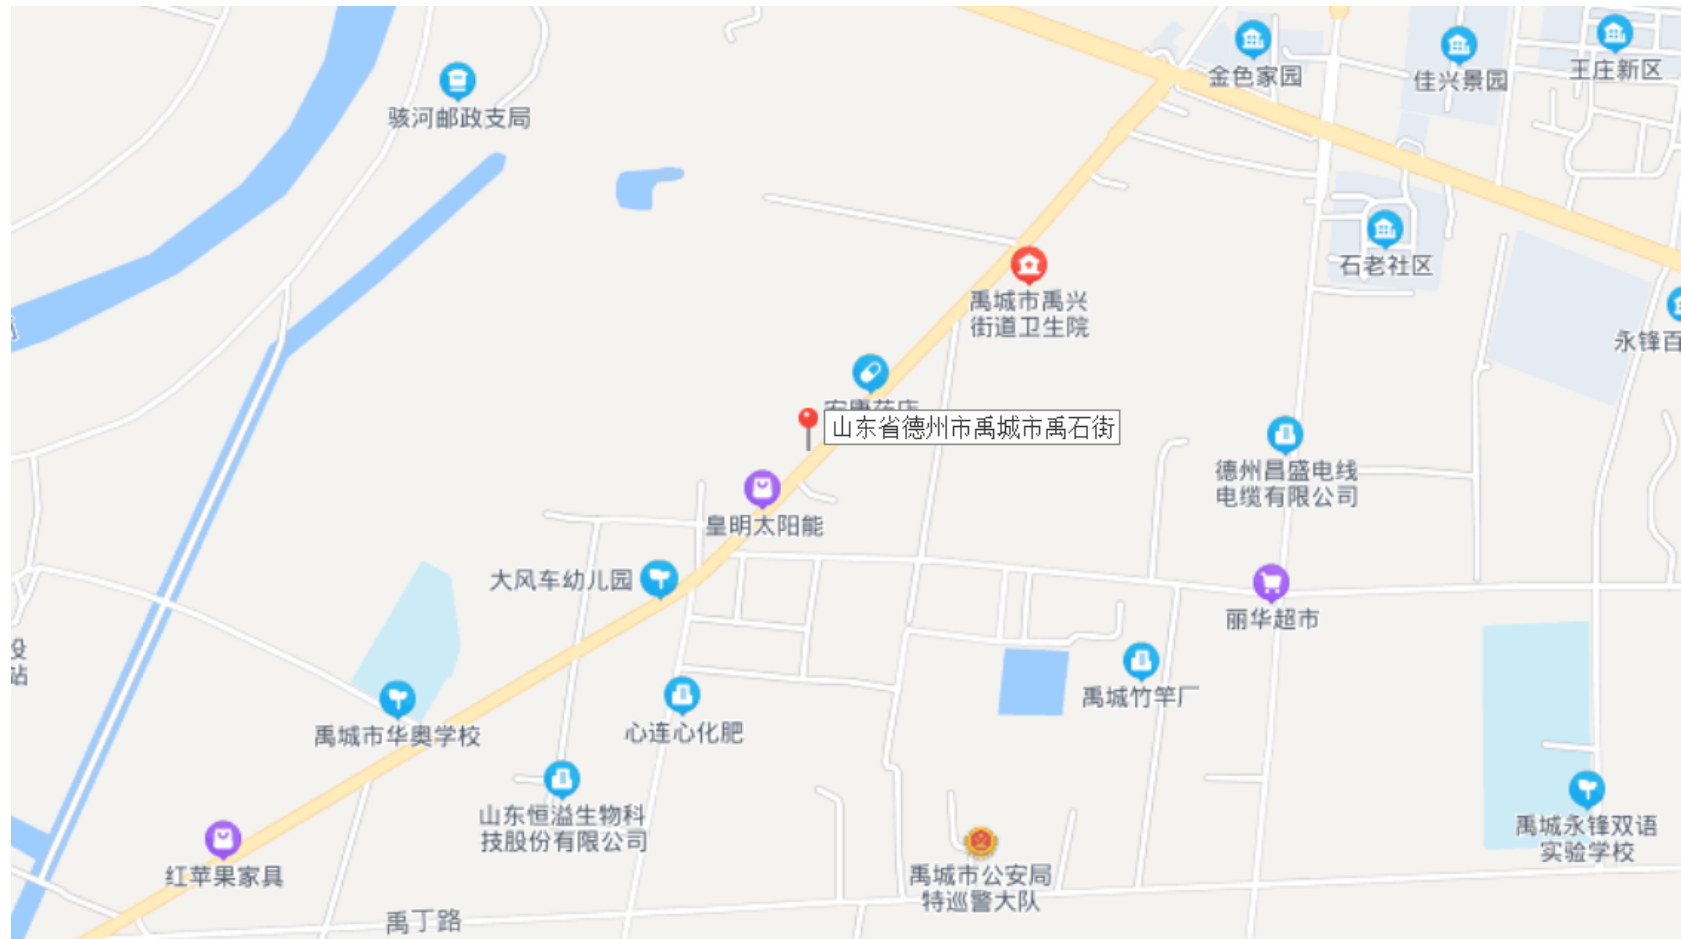 金色家园
佳兴景园
王庄新区
骇河邮政支局
石老社区
禹城市禹兴
街道卫生院
永锋百
山东省德州市禹城市禹石街
德州昌盛电线
电缆有限公司
皇明太阳能
大风车幼儿园
丽华超市
站
禹城竹竿厂
禹城市华奥学校
心连心化肥
山东恒溢生物科
技股份有限公司
禹城永锋双语
实验学校
红苹果家具
禹城市公安局
特巡警大队
禹丁路